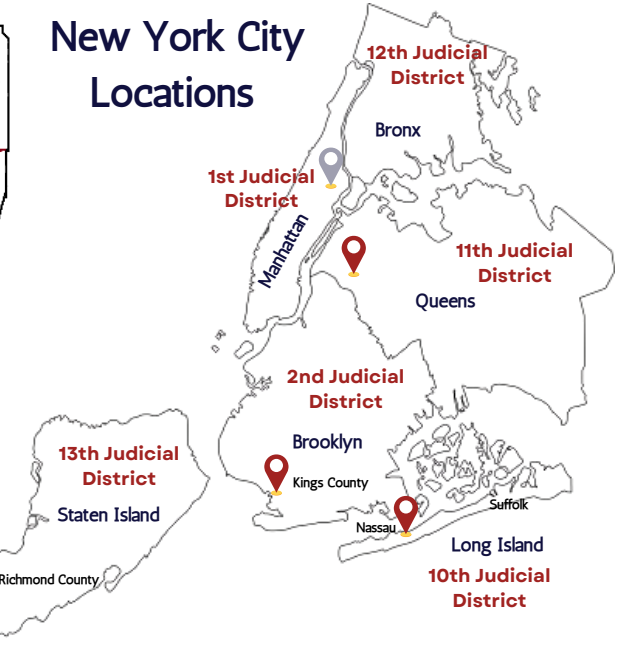 New York City
Locations
12th Judicial
District
Bronx
1st Judicial
District
Manhattan
11th Judicial
District
Queens
2nd Judicial
District
Brooklyn
Kings County
13th Judicial
District
Staten Island
Richmond County
Nassau
Suffolk
Long Island
10th Judicial
District